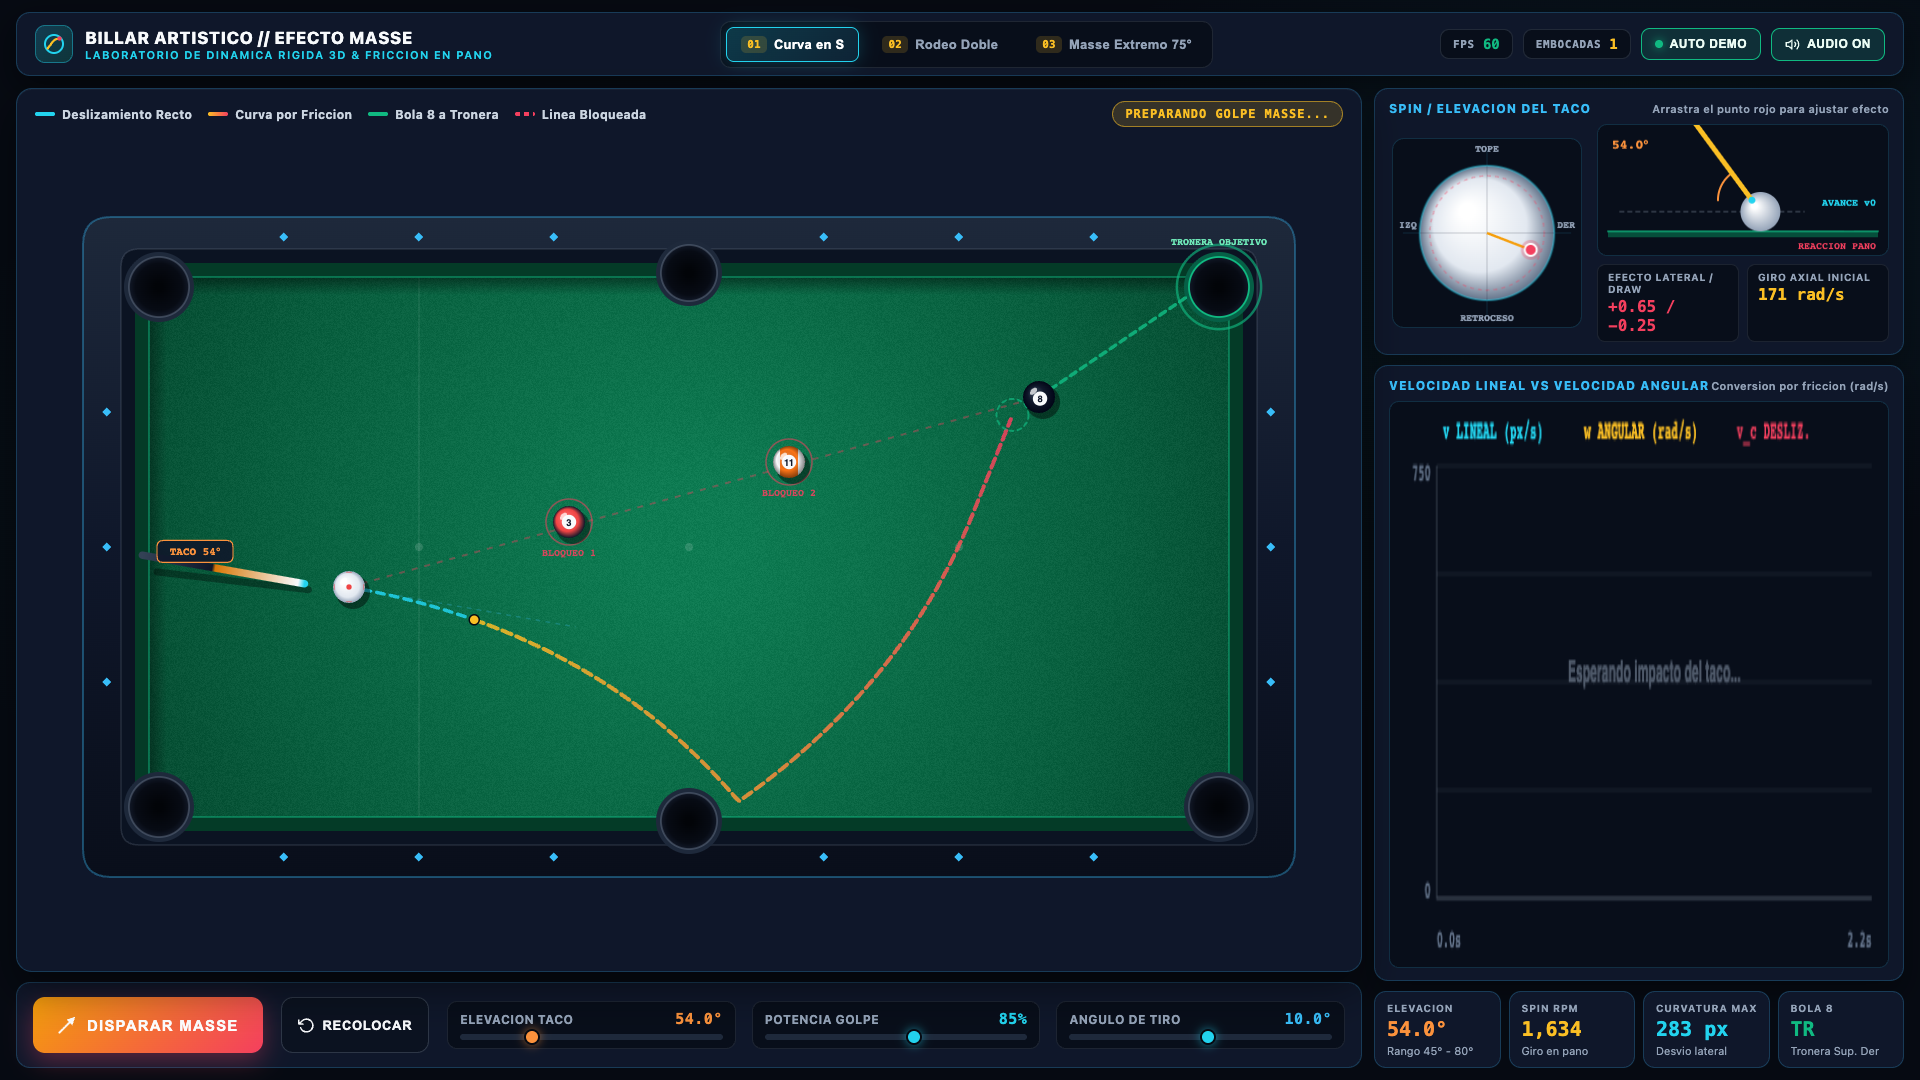 BILLAR ARTISTICO // EFECTO MASSE
LABORATORIO DE DINAMICA RIGIDA 3D & FRICCION EN PANO
01 Curva en S
02 Rodeo Doble
03 Masse Extremo 75°
FPS 60
EMBOCADAS 1
AUTO DEMO
AUDIO ON
Deslizamiento Recto
Curva por Friccion
Bola 8 a Tronera
Linea Bloqueada
PREPARANDO GOLPE MASSE...
TRONERA OBJETIVO
8
11
BLOQUEO 2
3
BLOQUEO 1
TACO 54°
SPIN / ELEVACION DEL TACO
Arrastra el punto rojo para ajustar efecto
TOPE
IZQ
DER
RETROCESO
54.0°
AVANCE v0
REACCION PANO
EFECTO LATERAL /
DRAW
+0.65 /
-0.25
GIRO AXIAL INICIAL
171 rad/s
VELOCIDAD LINEAL VS VELOCIDAD ANGULAR
Conversion por friccion (rad/s)
v LINEAL (px/s)
w ANGULAR (rad/s)
v_c DESLIZ.
750
Esperando impacto del taco...
0
0.0s
2.2s
DISPARAR MASSE
RECOLOCAR
ELEVACION TACO 54.0°
POTENCIA GOLPE 85%
ANGULO DE TIRO 10.0°
ELEVACION
54.0°
Rango 45° - 80°
SPIN RPM
1,634
Giro en pano
CURVATURA MAX
283 px
Desvio lateral
BOLA 8
TR
Tronera Sup. Der